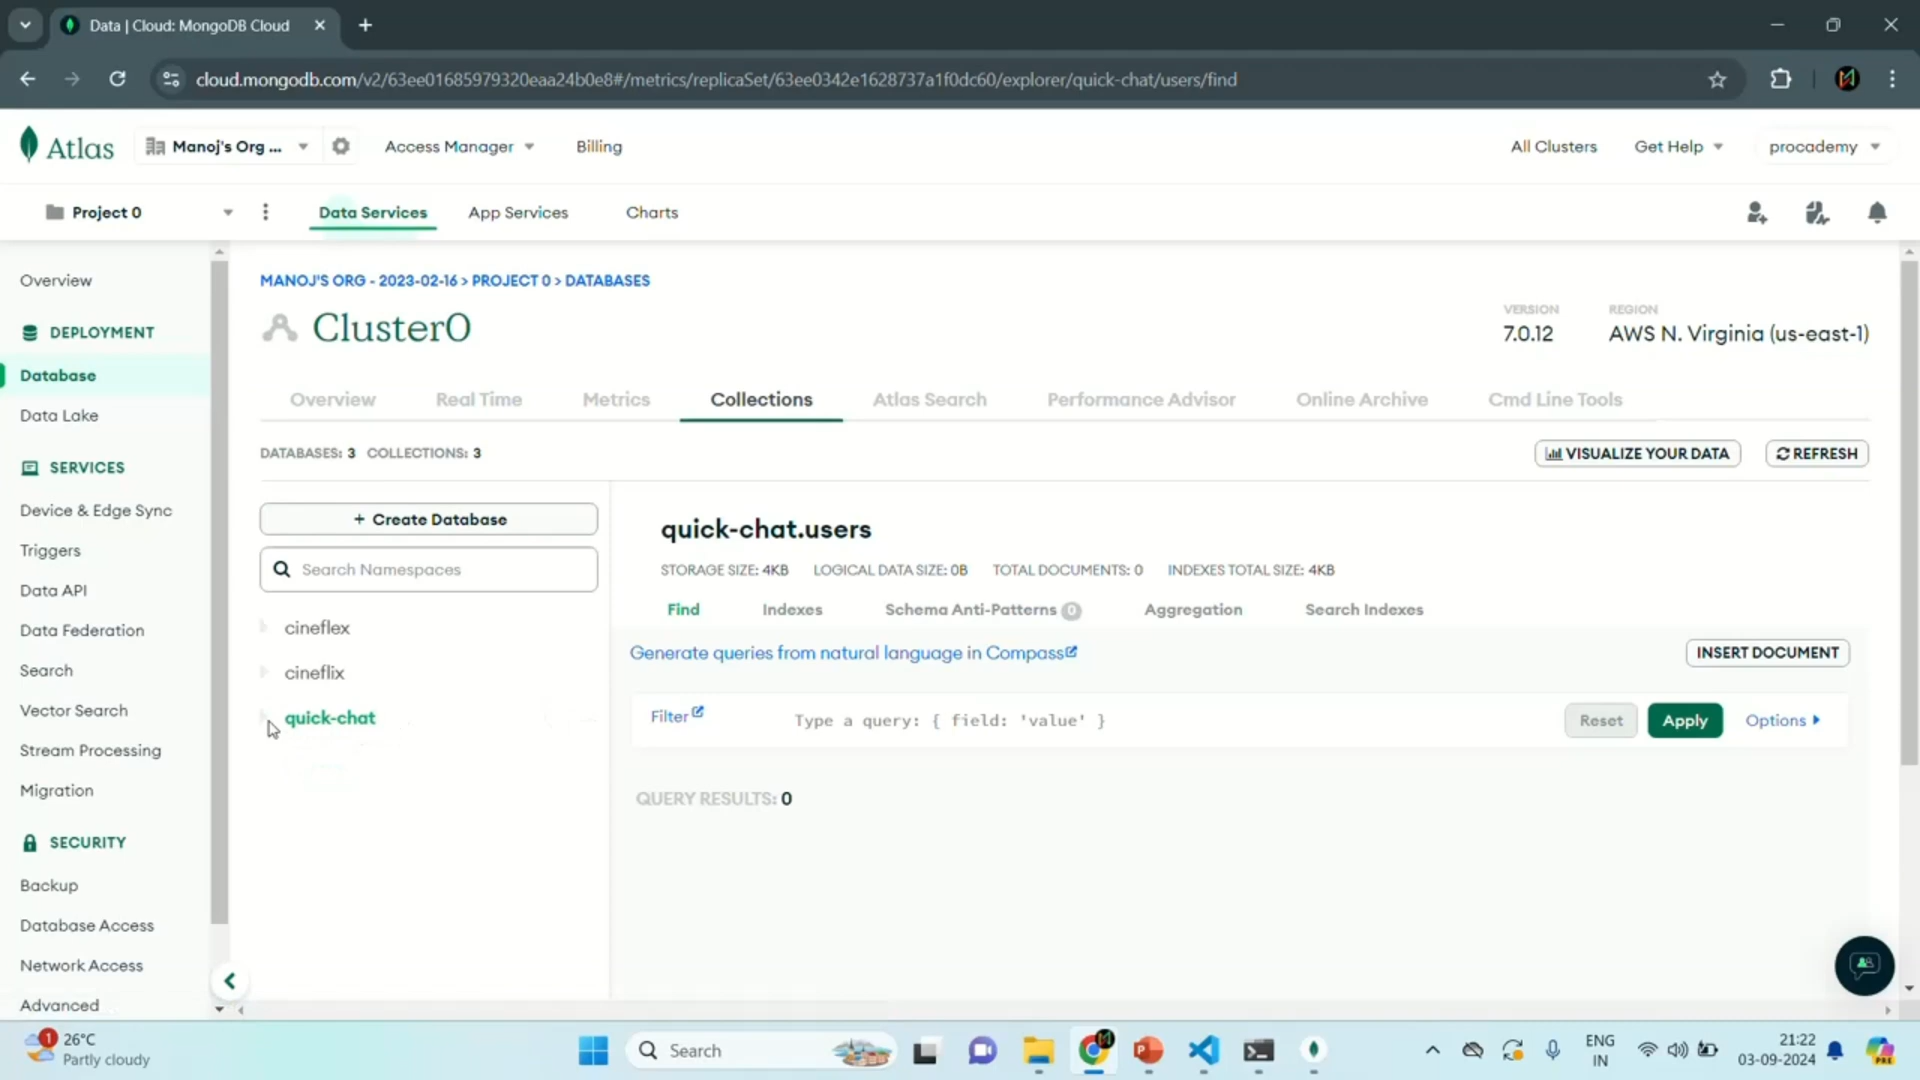 Data | Cloud: MongoDB Cloud
cloud.mongodb.com/v2/63ee01685979320eaa24b0e8#/metrics/replicaSet/63ee0342e1628737a1f0dc60/explorer/quick-chat/users/find
Atlas
Manoj's Org ...
Access Manager
Billing
All Clusters
Get Help
procademy
Project 0
Data Services
App Services
Charts
Overview
DEPLOYMENT
Database
Data Lake
SERVICES
Device & Edge Sync
Triggers
Data API
Data Federation
Search
Vector Search
Stream Processing
Migration
SECURITY
Backup
Database Access
Network Access
Advanced
MANOJ'S ORG - 2023-02-16 > PROJECT 0 > DATABASES
Cluster0
VERSION
7.0.12
REGION
AWS N. Virginia (us-east-1)
Overview
Real Time
Metrics
Collections
Atlas Search
Performance Advisor
Online Archive
Cmd Line Tools
DATABASES: 3 COLLECTIONS: 3
VISUALIZE YOUR DATA
REFRESH
+ Create Database
Search Namespaces
cineflex
cineflix
quick-chat
quick-chat.users
STORAGE SIZE: 4KB LOGICAL DATA SIZE: 0B TOTAL DOCUMENTS: 0 INDEXES TOTAL SIZE: 4KB
Find
Indexes
Schema Anti-Patterns 0
Aggregation
Search Indexes
Generate queries from natural language in Compass
INSERT DOCUMENT
Filter
Type a query: { field: 'value' }
Reset
Apply
Options
QUERY RESULTS: 0
1
26°C
Partly cloudy
Search
ENG
IN
21:22
03-09-2024
PRE